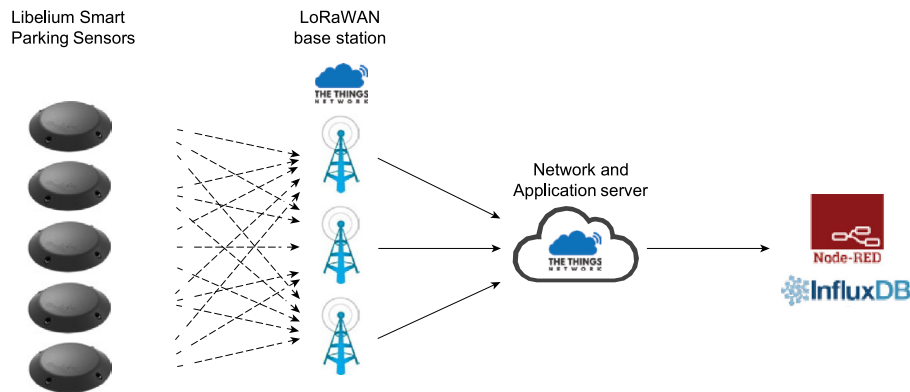 Libelium Smart
Parking Sensors
LoRaWAN
base station
THE THINGS
NETWORK
Network and
Application server
THE THINGS
NETWORK
Node-RED
InfluxDB